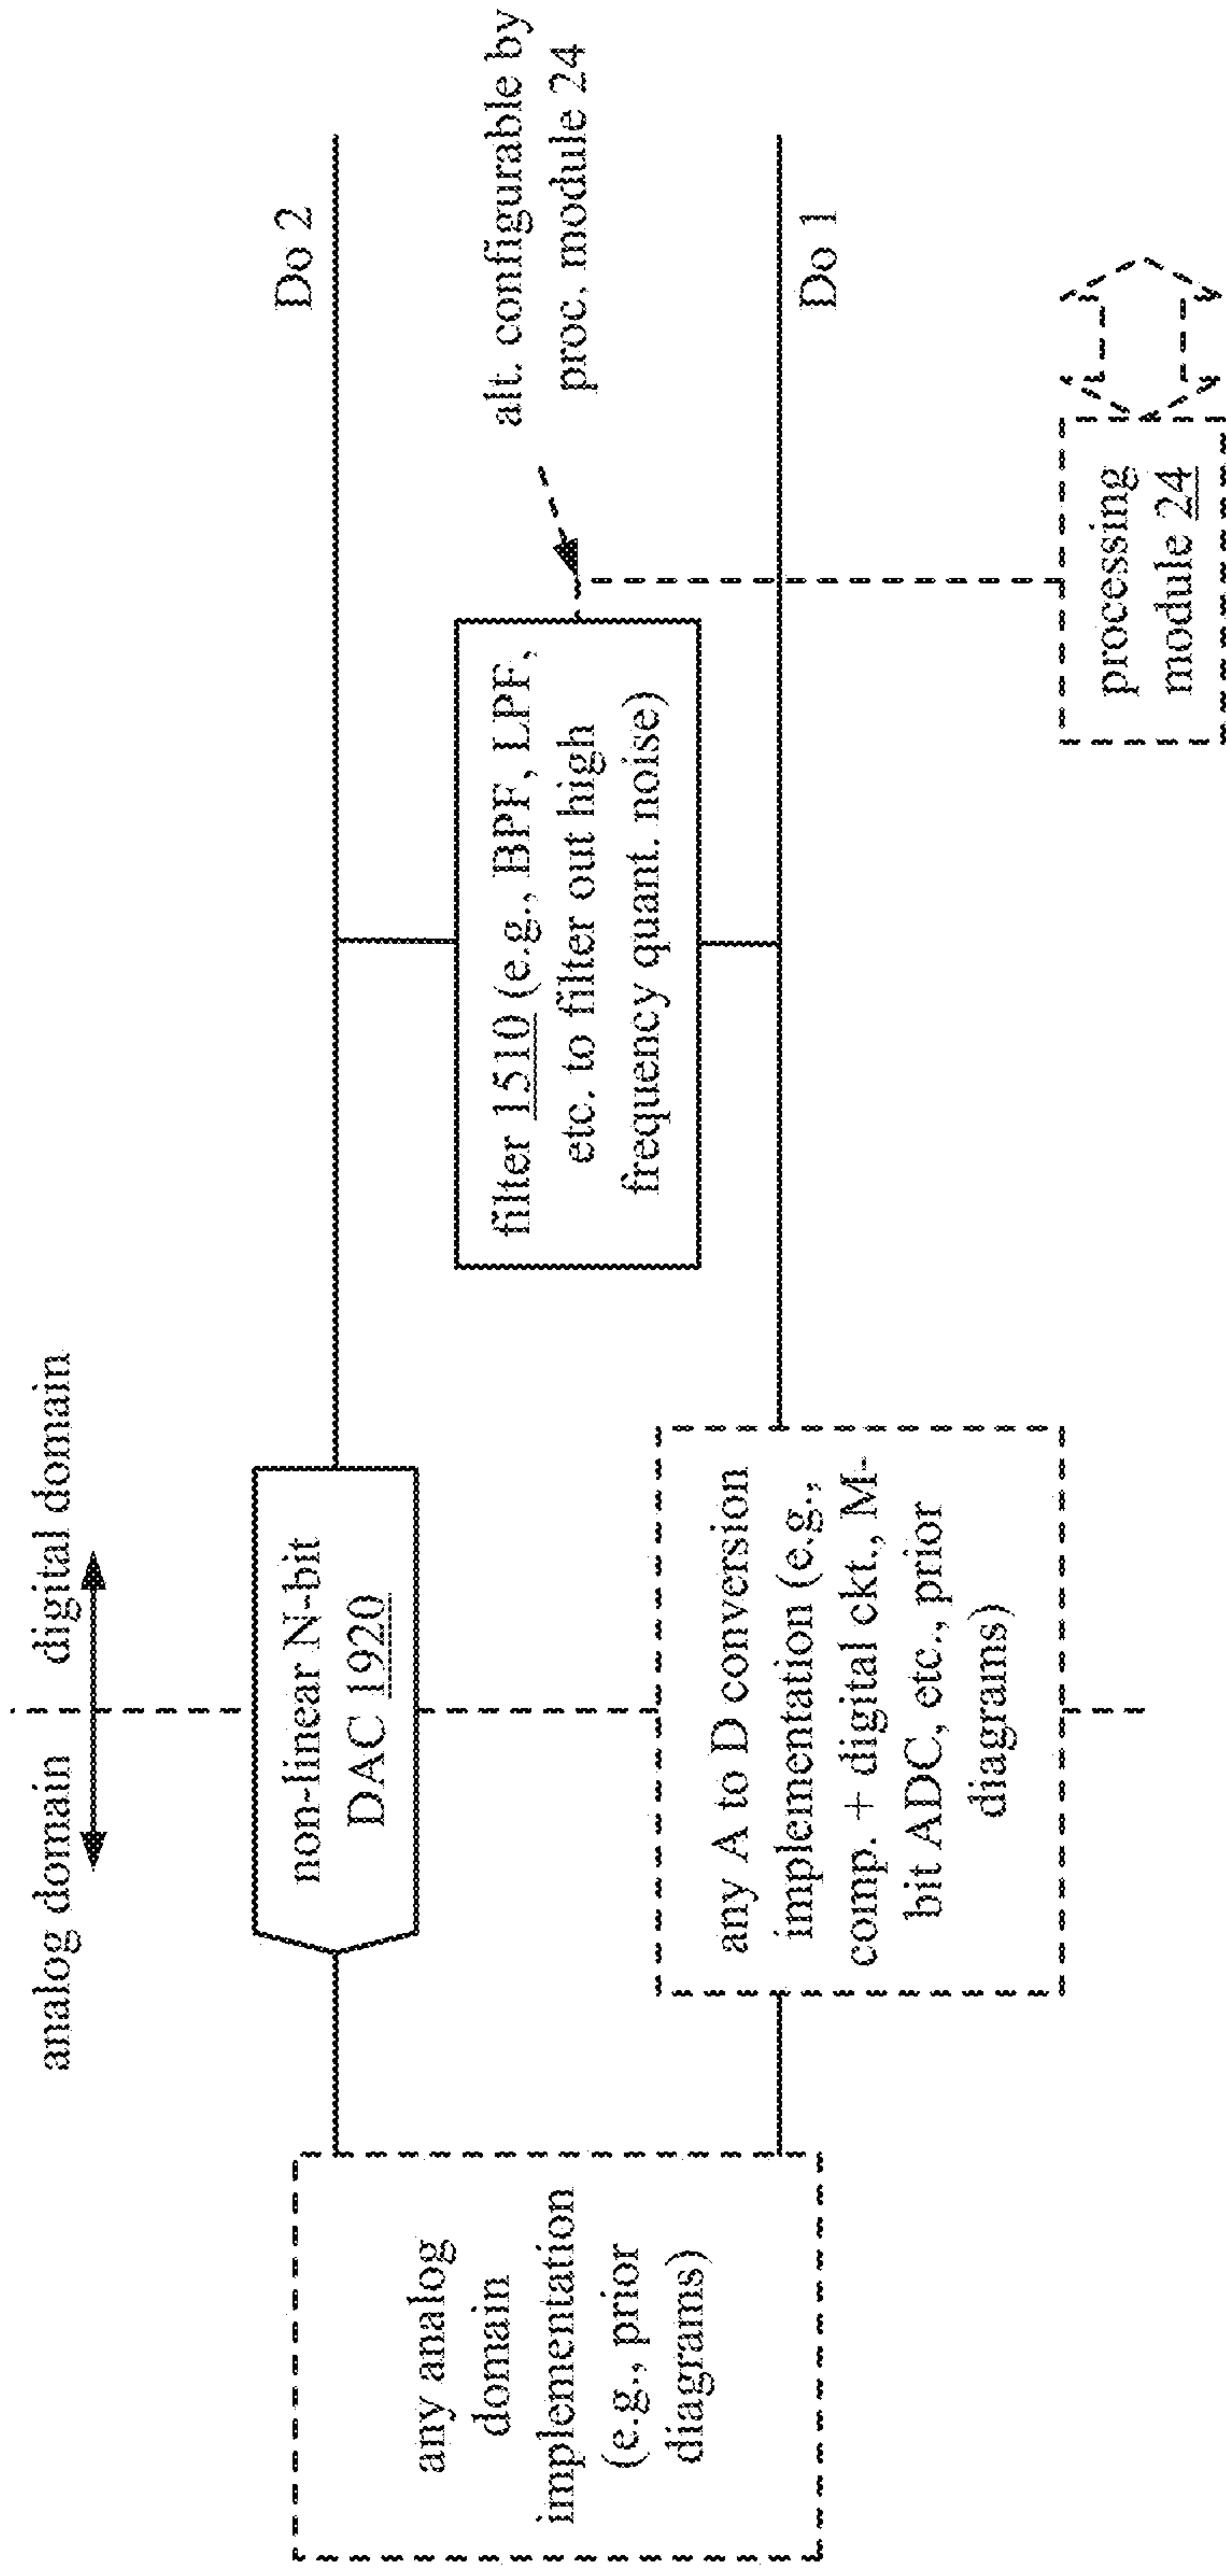 analog domain
digital domain
any analog
domain
implementation
(e.g., prior
diagrams)
non-linear N-bit
DAC 1920
Do 2
any A to D conversion
implementation (e.g.,
comp. + digital ckt., M-
bit ADC, etc., prior
diagrams)
filter 1510 (e.g., BPF, LPF,
etc. to filter out high
frequency quant. noise)
alt. configurable by
proc. module 24
Do 1
processing
module 24